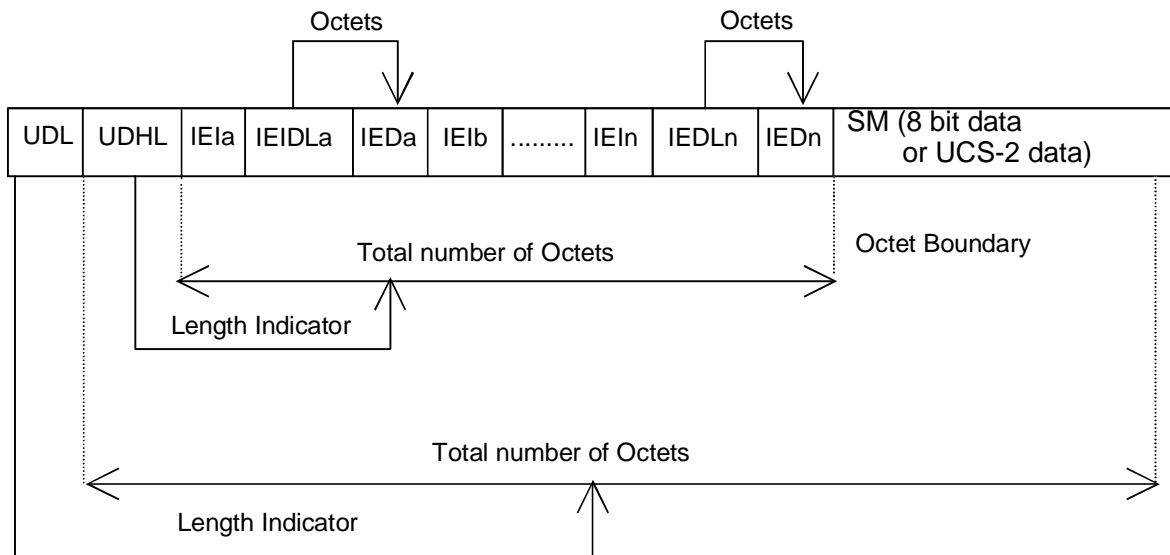 Octets
Octets
UDL
UDHL
IEIa
IEIDLa
IEDa
IEIb
.........
IEIn
IEDLn
IEDn
SM (8 bit data
or UCS-2 data)
Total number of Octets
Octet Boundary
Length Indicator
Total number of Octets
Length Indicator